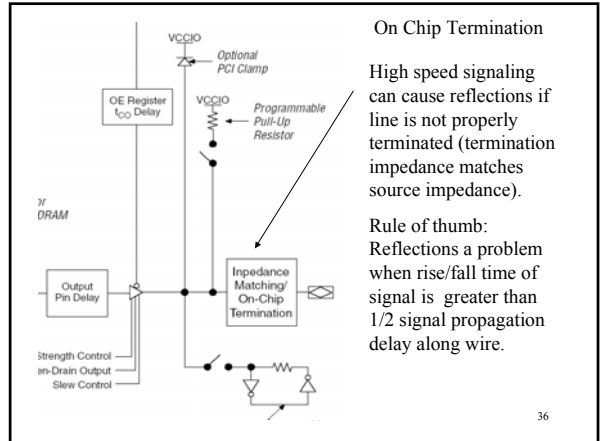 On Chip Termination
High speed signaling
can cause reflections if
line is not properly
terminated (termination
impedance matches
source impedance).
Rule of thumb:
Reflections a problem
when rise/fall time of
signal is greater than
1/2 signal propagation
delay along wire.
VCCIO
Optional
PCI Clamp
OE Register
tCO Delay
VCCIO
Programmable
Pull-Up
Resistor
or
DRAM
Output
Pin Delay
Impedance
Matching/
On-Chip
Termination
Strength Control
en-Drain Output
Slew Control
36